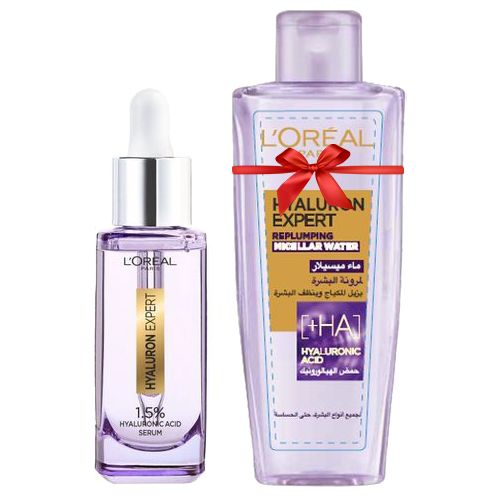 L'ORÉAL
PARIS
HYALURON EXPERT
1.5%
HYALURONIC ACID
SERUM
L'ORÉAL
PARIS
HYALURON
EXPERT
REPLUMPING
MICELLAR WATER
ماء ميسيلار
لمرونة البشرة
يزيل المكياج وينظف البشرة
[+HA]
HYALURONIC
ACID
حمض الهيالورونيك
لجميع أنواع البشرة، حتى الحساسة